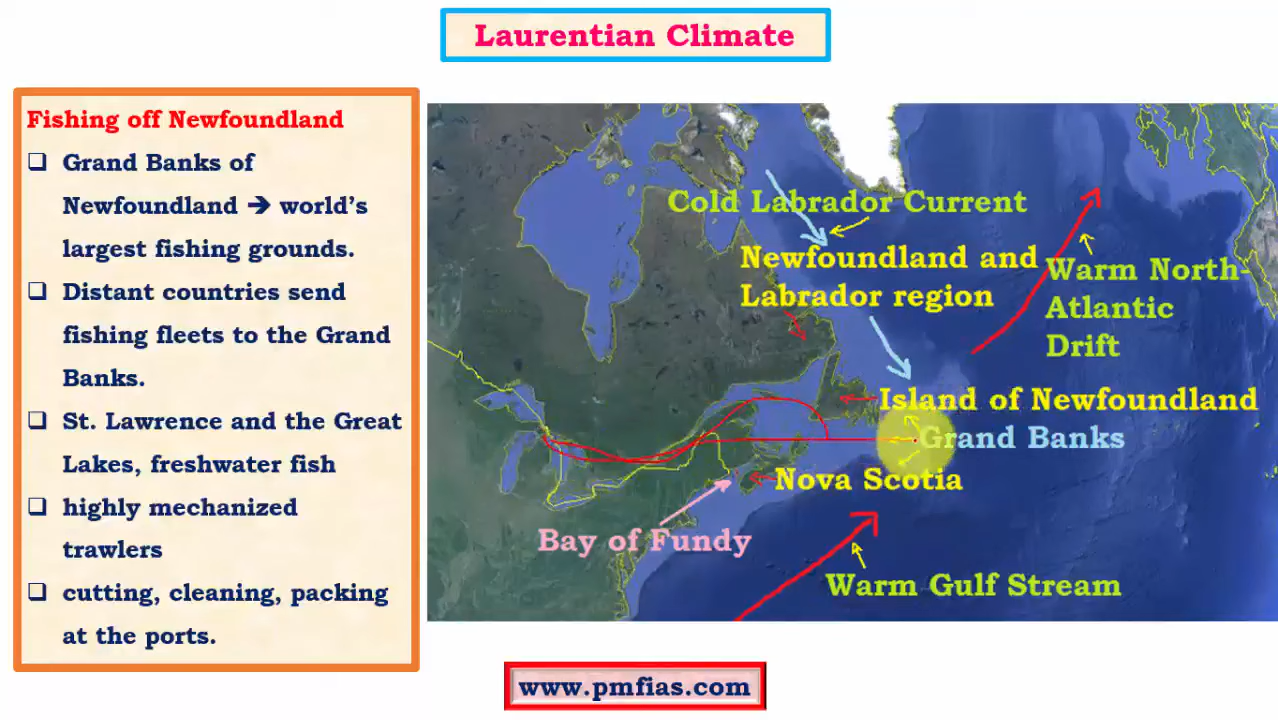 Laurentian Climate
Fishing off Newfoundland
❑ Grand Banks of
Newfoundland ➔ world’s
largest fishing grounds.
❑ Distant countries send
fishing fleets to the Grand
Banks.
❑ St. Lawrence and the Great
Lakes, freshwater fish
❑ highly mechanized
trawlers
❑ cutting, cleaning, packing
at the ports.
Cold Labrador Current
Newfoundland and
Labrador region
Warm North-
Atlantic
Drift
Island of Newfoundland
Grand Banks
Nova Scotia
Bay of Fundy
Warm Gulf Stream
www.pmfias.com